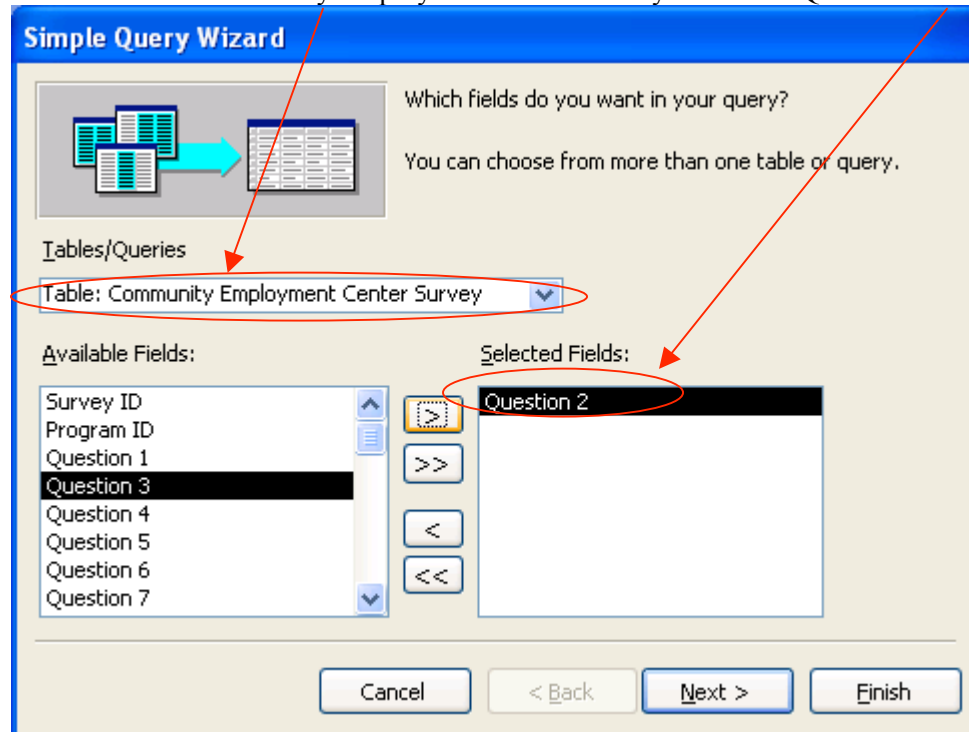 Simple Query Wizard
Which fields do you want in your query?
You can choose from more than one table or query.
Tables/Queries
Table: Community Employment Center Survey
Available Fields:
Selected Fields:
Survey ID
Program ID
Question 1
Question 3
Question 4
Question 5
Question 6
Question 7
>
>>
<
<<
Question 2
Cancel
< Back
Next >
Finish